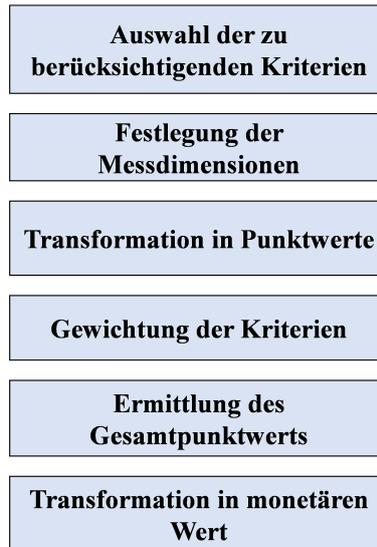 Auswahl der zu
berücksichtigenden Kriterien
Festlegung der
Messdimensionen
Transformation in Punktwerte
Gewichtung der Kriterien
Ermittlung des
Gesamtpunktwerts
Transformation in monetären
Wert